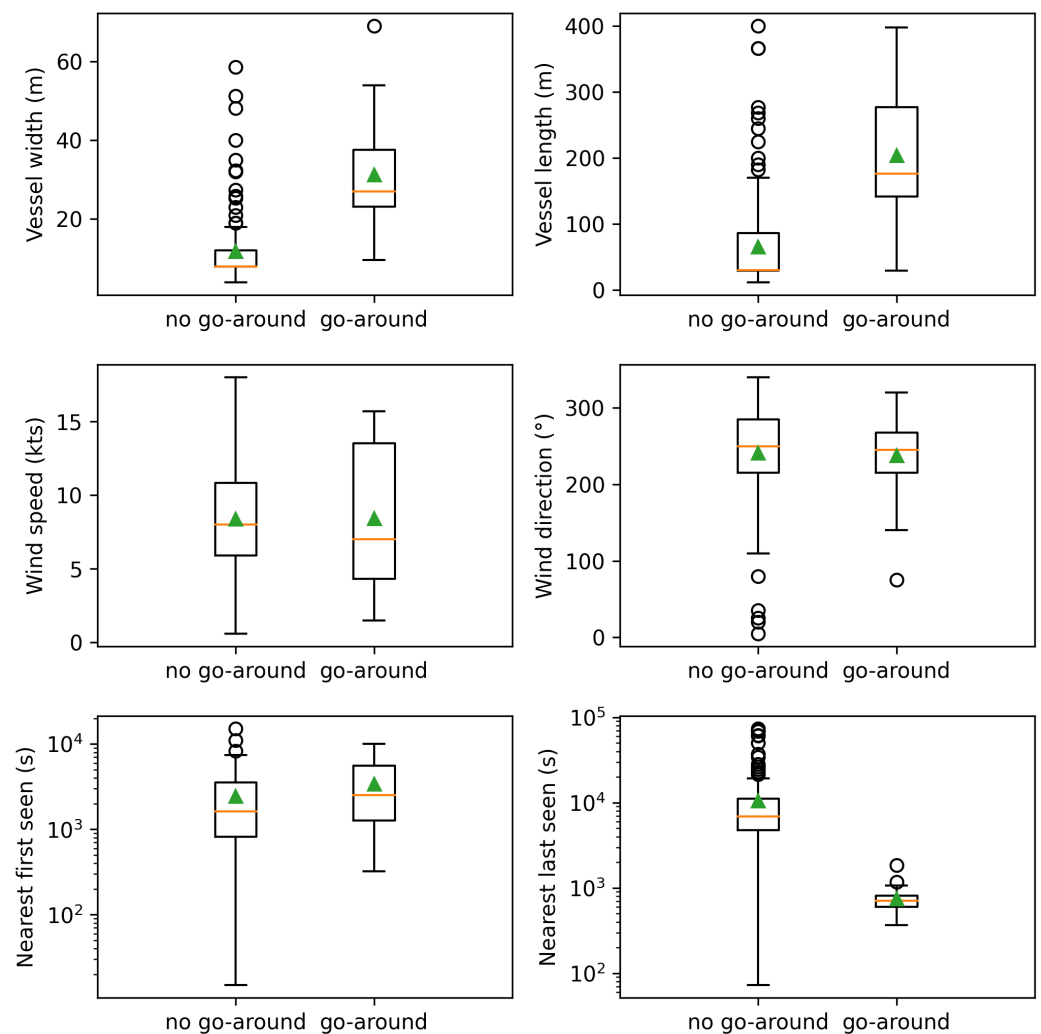 Vessel width (m)
60
40
20
no go-around go-around
Vessel length (m)
400
300
200
100
0
no go-around go-around
Wind speed (kts)
15
10
5
0
no go-around go-around
Wind direction (°)
300
200
100
0
no go-around go-around
Nearest first seen (s)
10⁴
10³
10²
no go-around go-around
Nearest last seen (s)
10⁵
10⁴
10³
10²
no go-around go-around